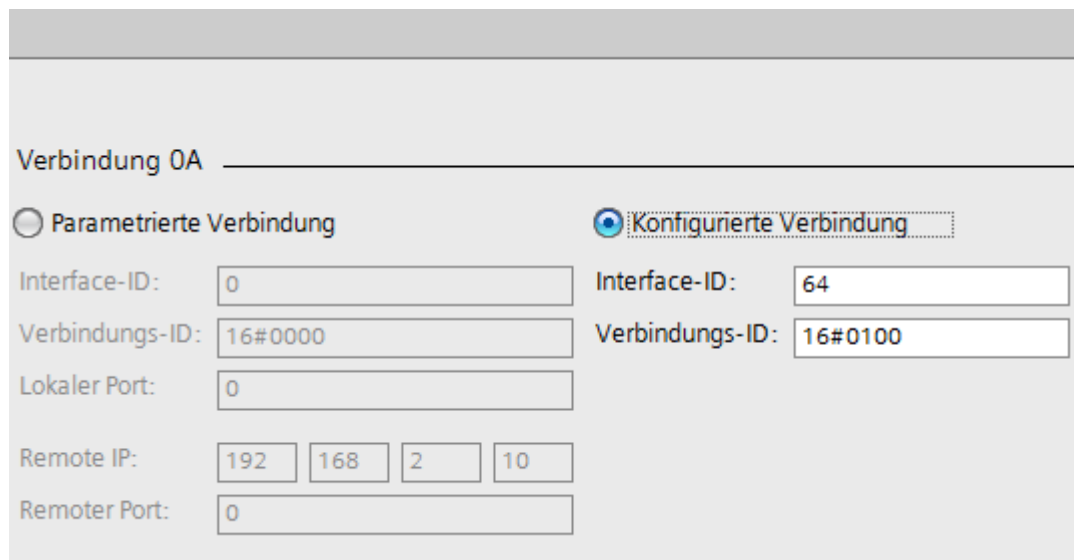 Verbindung 0A
Parametrierte Verbindung
Konfigurierte Verbindung
Interface-ID: 0
Interface-ID: 64
Verbindungs-ID: 16#0000
Verbindungs-ID: 16#0100
Lokaler Port: 0
Remote IP: 192 168 2 10
Remoter Port: 0